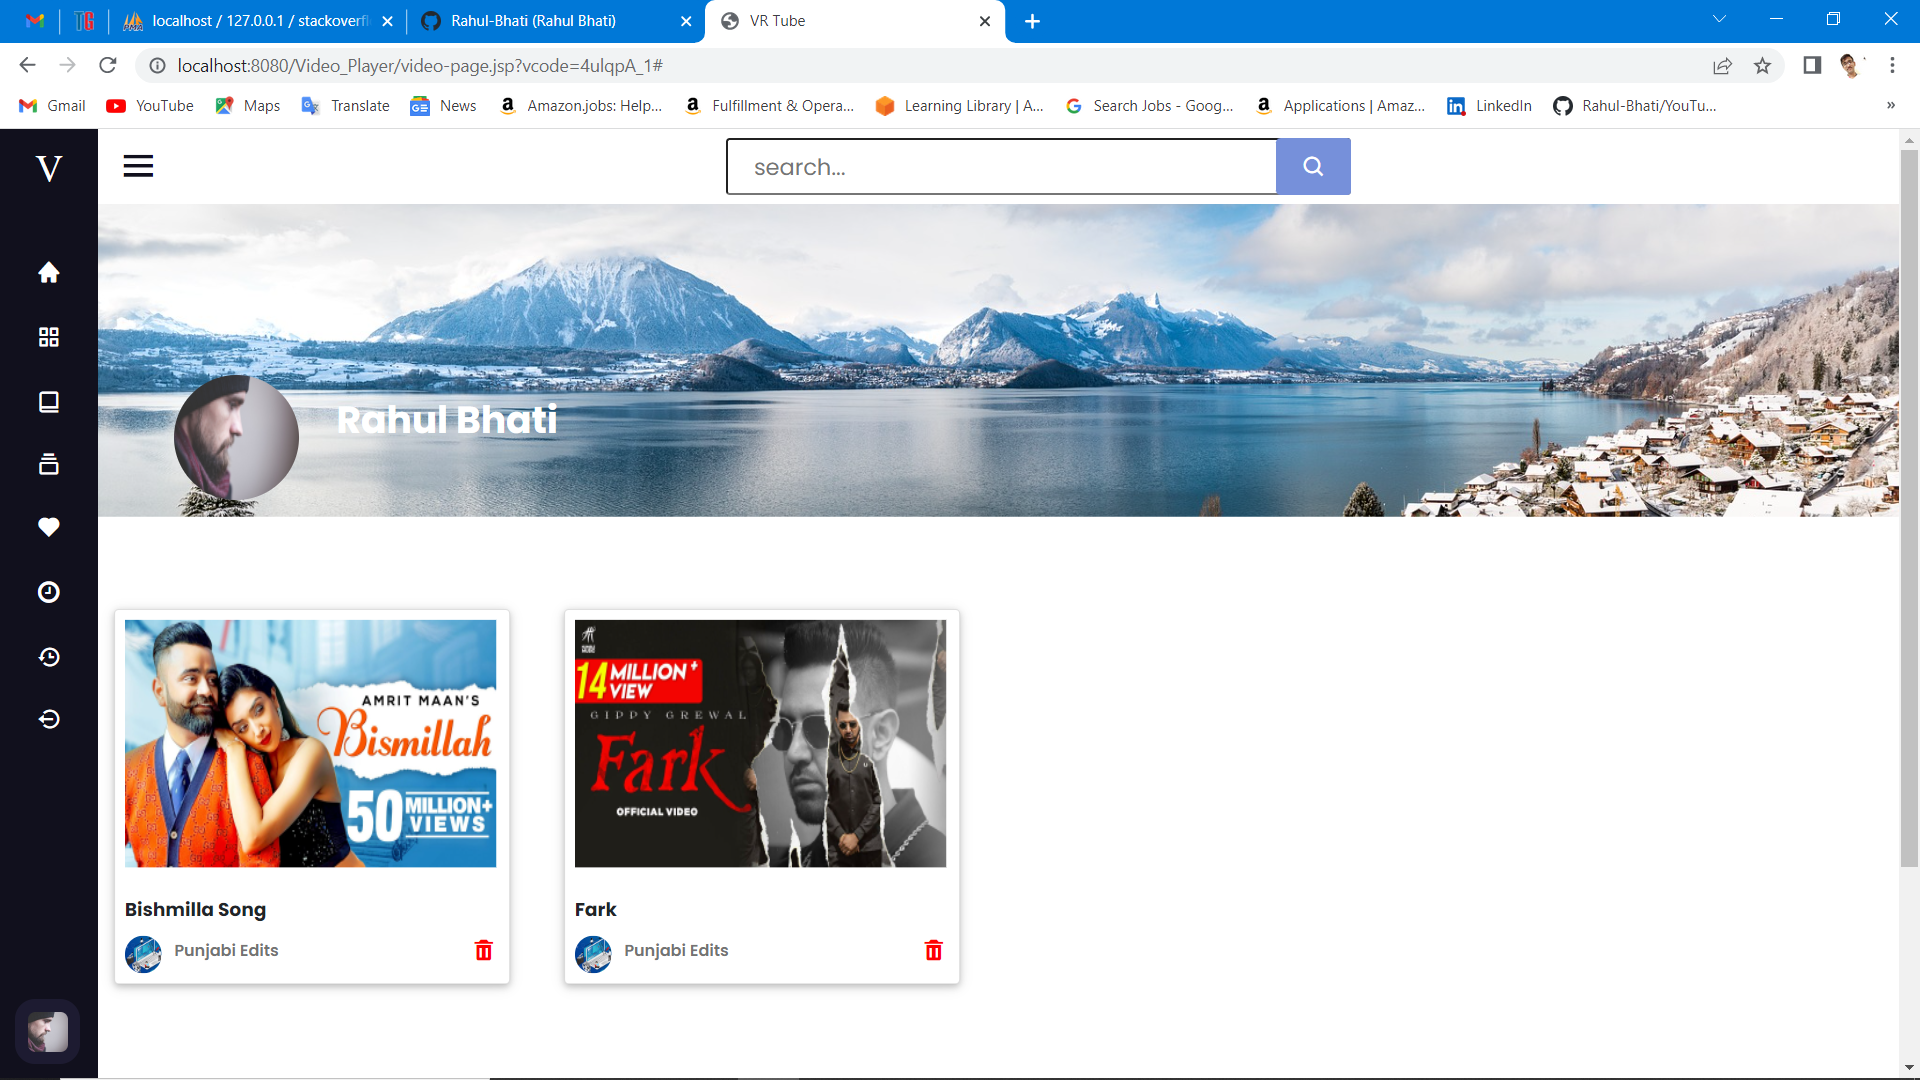 localhost / 127.0.0.1 / stackoverfl
Rahul-Bhati (Rahul Bhati)
VR Tube
localhost:8080/Video_Player/video-page.jsp?vcode=4ulqpA_1#
Gmail
YouTube
Maps
Translate
News
Amazon.jobs: Help...
Fulfillment & Opera...
Learning Library | A...
Search Jobs - Goog...
Applications | Amaz...
LinkedIn
Rahul-Bhati/YouTu...
»
V
search...
Rahul Bhati
AMRIT MAAN'S
Bismillah
50 MILLION+
VIEWS
Bishmilla Song
Punjabi Edits
14 MILLION+
VIEW
GIPPY GREWAL
Fark
OFFICIAL VIDEO
Fark
Punjabi Edits